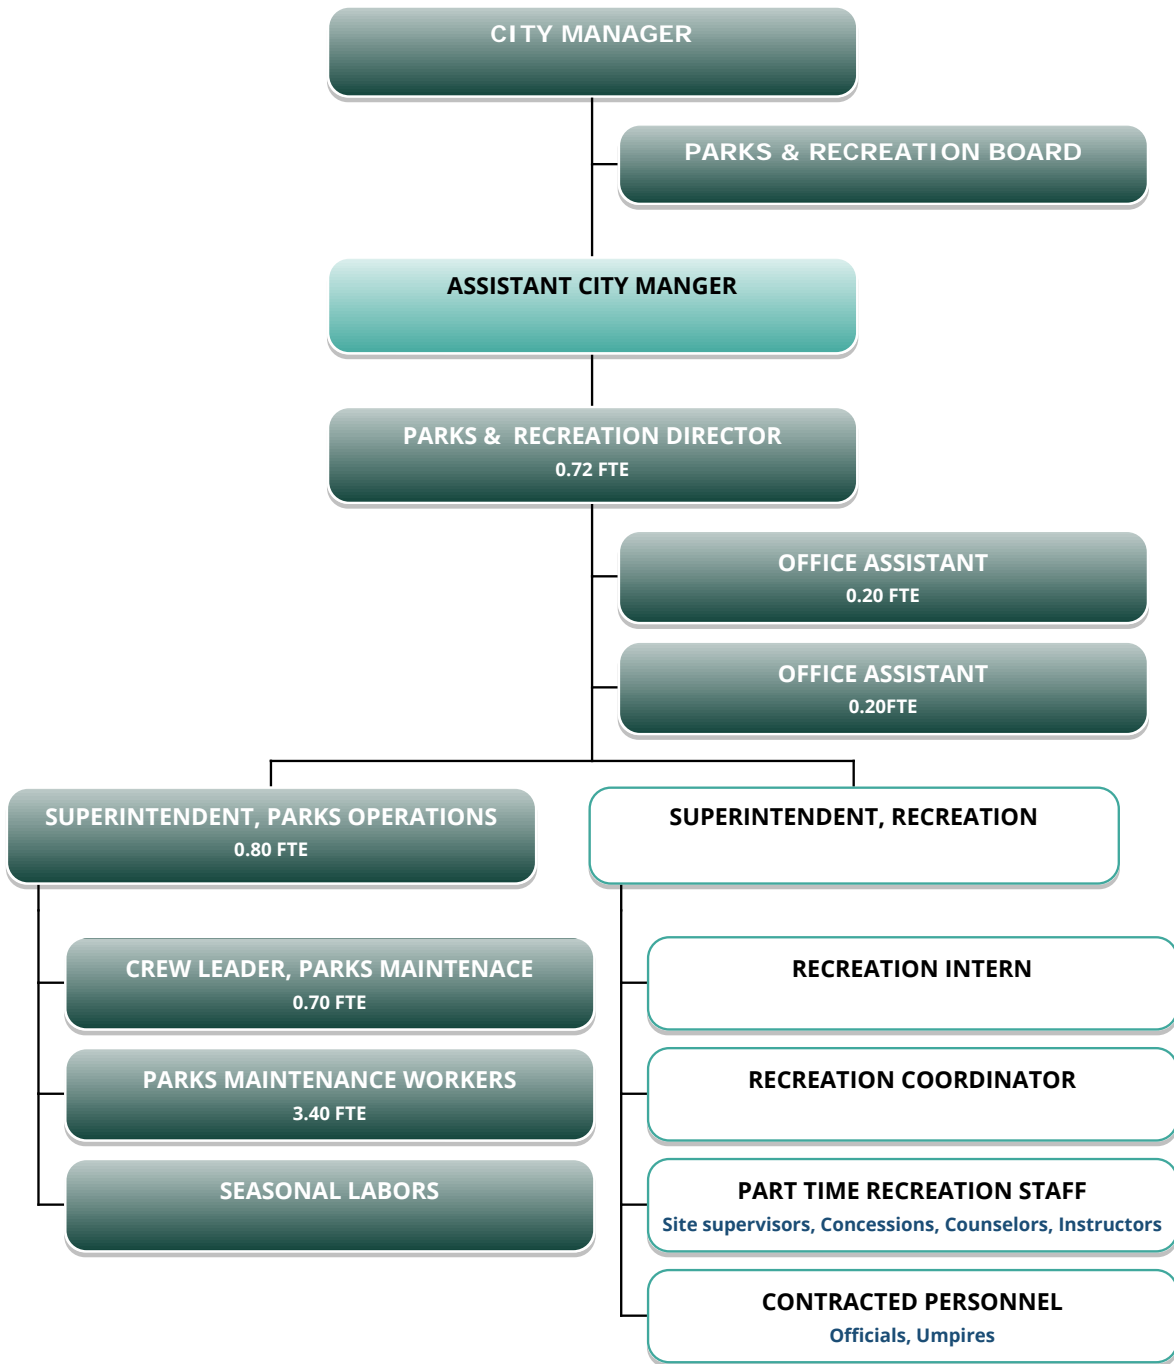 CITY MANAGER
PARKS & RECREATION BOARD
ASSISTANT CITY MANGER
PARKS & RECREATION DIRECTOR
0.72 FTE
OFFICE ASSISTANT
0.20 FTE
OFFICE ASSISTANT
0.20FTE
SUPERINTENDENT, PARKS OPERATIONS
0.80 FTE
CREW LEADER, PARKS MAINTENACE
0.70 FTE
PARKS MAINTENANCE WORKERS
3.40 FTE
SEASONAL LABORS
SUPERINTENDENT, RECREATION
RECREATION INTERN
RECREATION COORDINATOR
PART TIME RECREATION STAFF
Site supervisors, Concessions, Counselors, Instructors
CONTRACTED PERSONNEL
Officials, Umpires